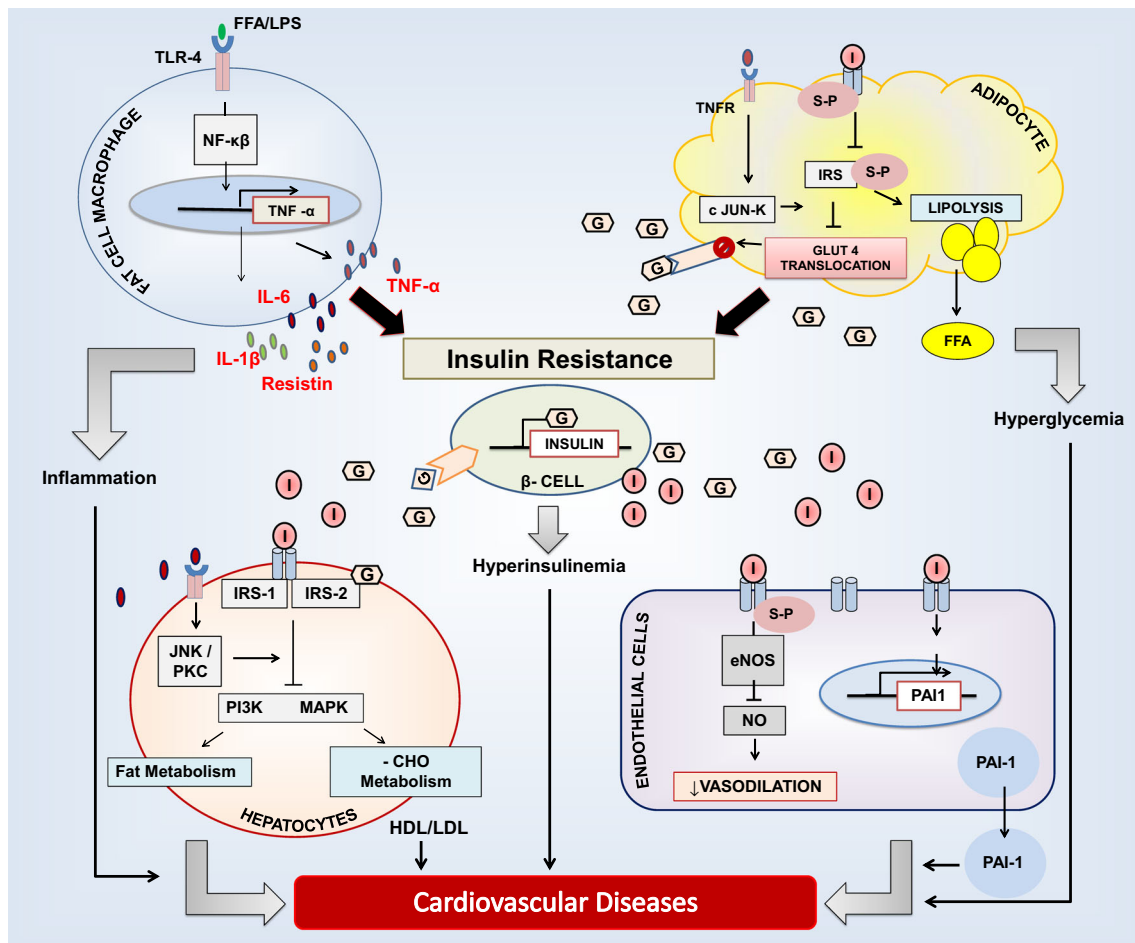 FFA/LPS
TLR-4
NF-κβ
TNF -α
FAT CELL MACROPHAGE
IL-6
TNF-α
IL-1β
Resistin
I
TNFR
S-P
ADIPOCYTE
IRS
S-P
c JUN-K
LIPOLYSIS
GLUT 4
TRANSLOCATION
G
G
G
G
G
G
FFA
Insulin Resistance
Hyperglycemia
Inflammation
G
INSULIN
β- CELL
G
G
G
G
G
G
I
I
I
I
I
I
I
I
Hyperinsulinemia
I
IRS-1
IRS-2
G
JNK /
PKC
PI3K
MAPK
Fat Metabolism
- CHO
Metabolism
HEPATOCYTES
HDL/LDL
I
I
S-P
ENDOTHELIAL CELLS
eNOS
NO
↓VASODILATION
PAI1
PAI-1
PAI-1
Cardiovascular Diseases